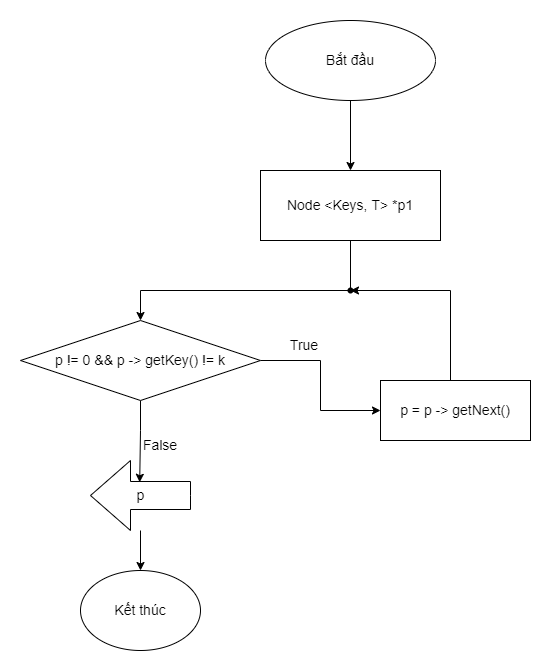 Bắt đầu
Node <Keys, T> *p1
p != 0 && p -> getKey() != k
True
p = p -> getNext()
False
p
Kết thúc